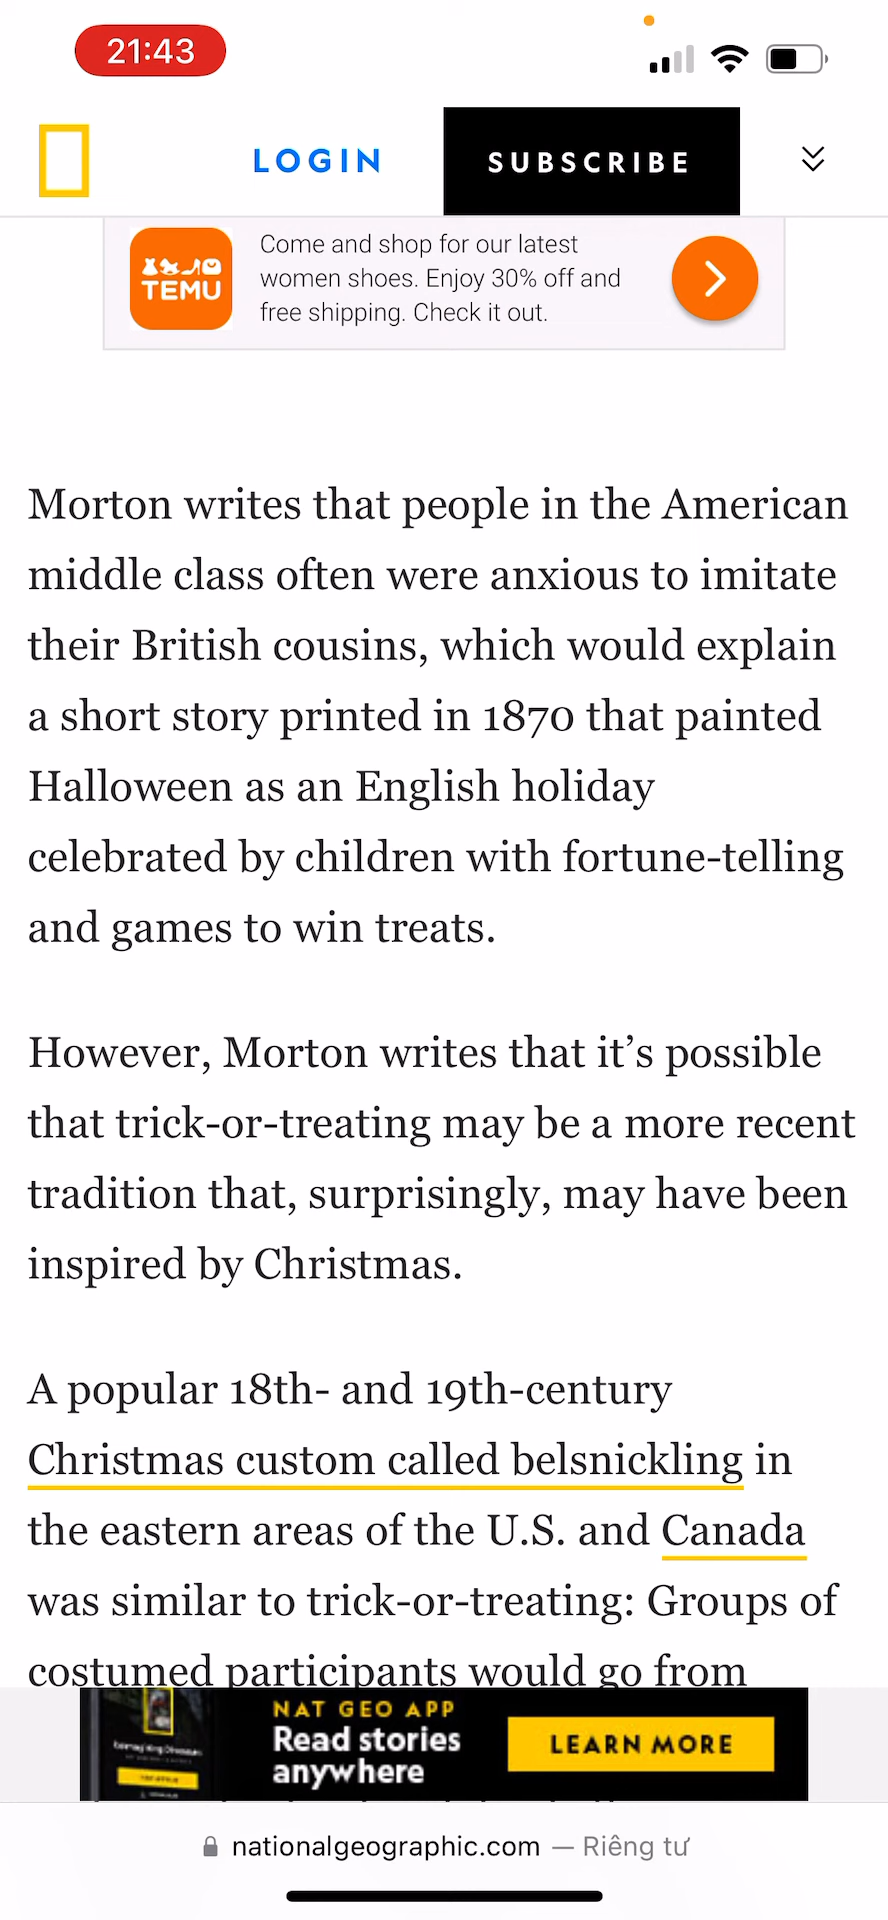 21:43
LOGIN
SUBSCRIBE
TEMU
Come and shop for our latest
women shoes. Enjoy 30% off and
free shipping. Check it out.
Morton writes that people in the American
middle class often were anxious to imitate
their British cousins, which would explain
a short story printed in 1870 that painted
Halloween as an English holiday
celebrated by children with fortune-telling
and games to win treats.
However, Morton writes that it’s possible
that trick-or-treating may be a more recent
tradition that, surprisingly, may have been
inspired by Christmas.
A popular 18th- and 19th-century
Christmas custom called belsnickling in
the eastern areas of the U.S. and Canada
was similar to trick-or-treating: Groups of
costumed participants would go from
NAT GEO APP
Read stories
anywhere
LEARN MORE
nationalgeographic.com — Riêng tư